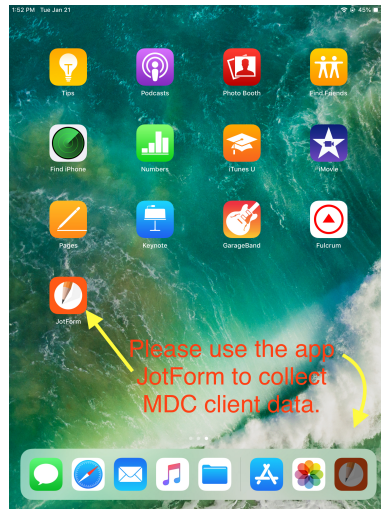 1:52 PM Tue Jan 21
45%
Tips
Podcasts
Photo Booth
Find Friends
Find iPhone
Numbers
iTunes U
iMovie
Pages
Keynote
GarageBand
Fulcrum
JotForm
Please use the app
JotForm to collect
MDC client data.